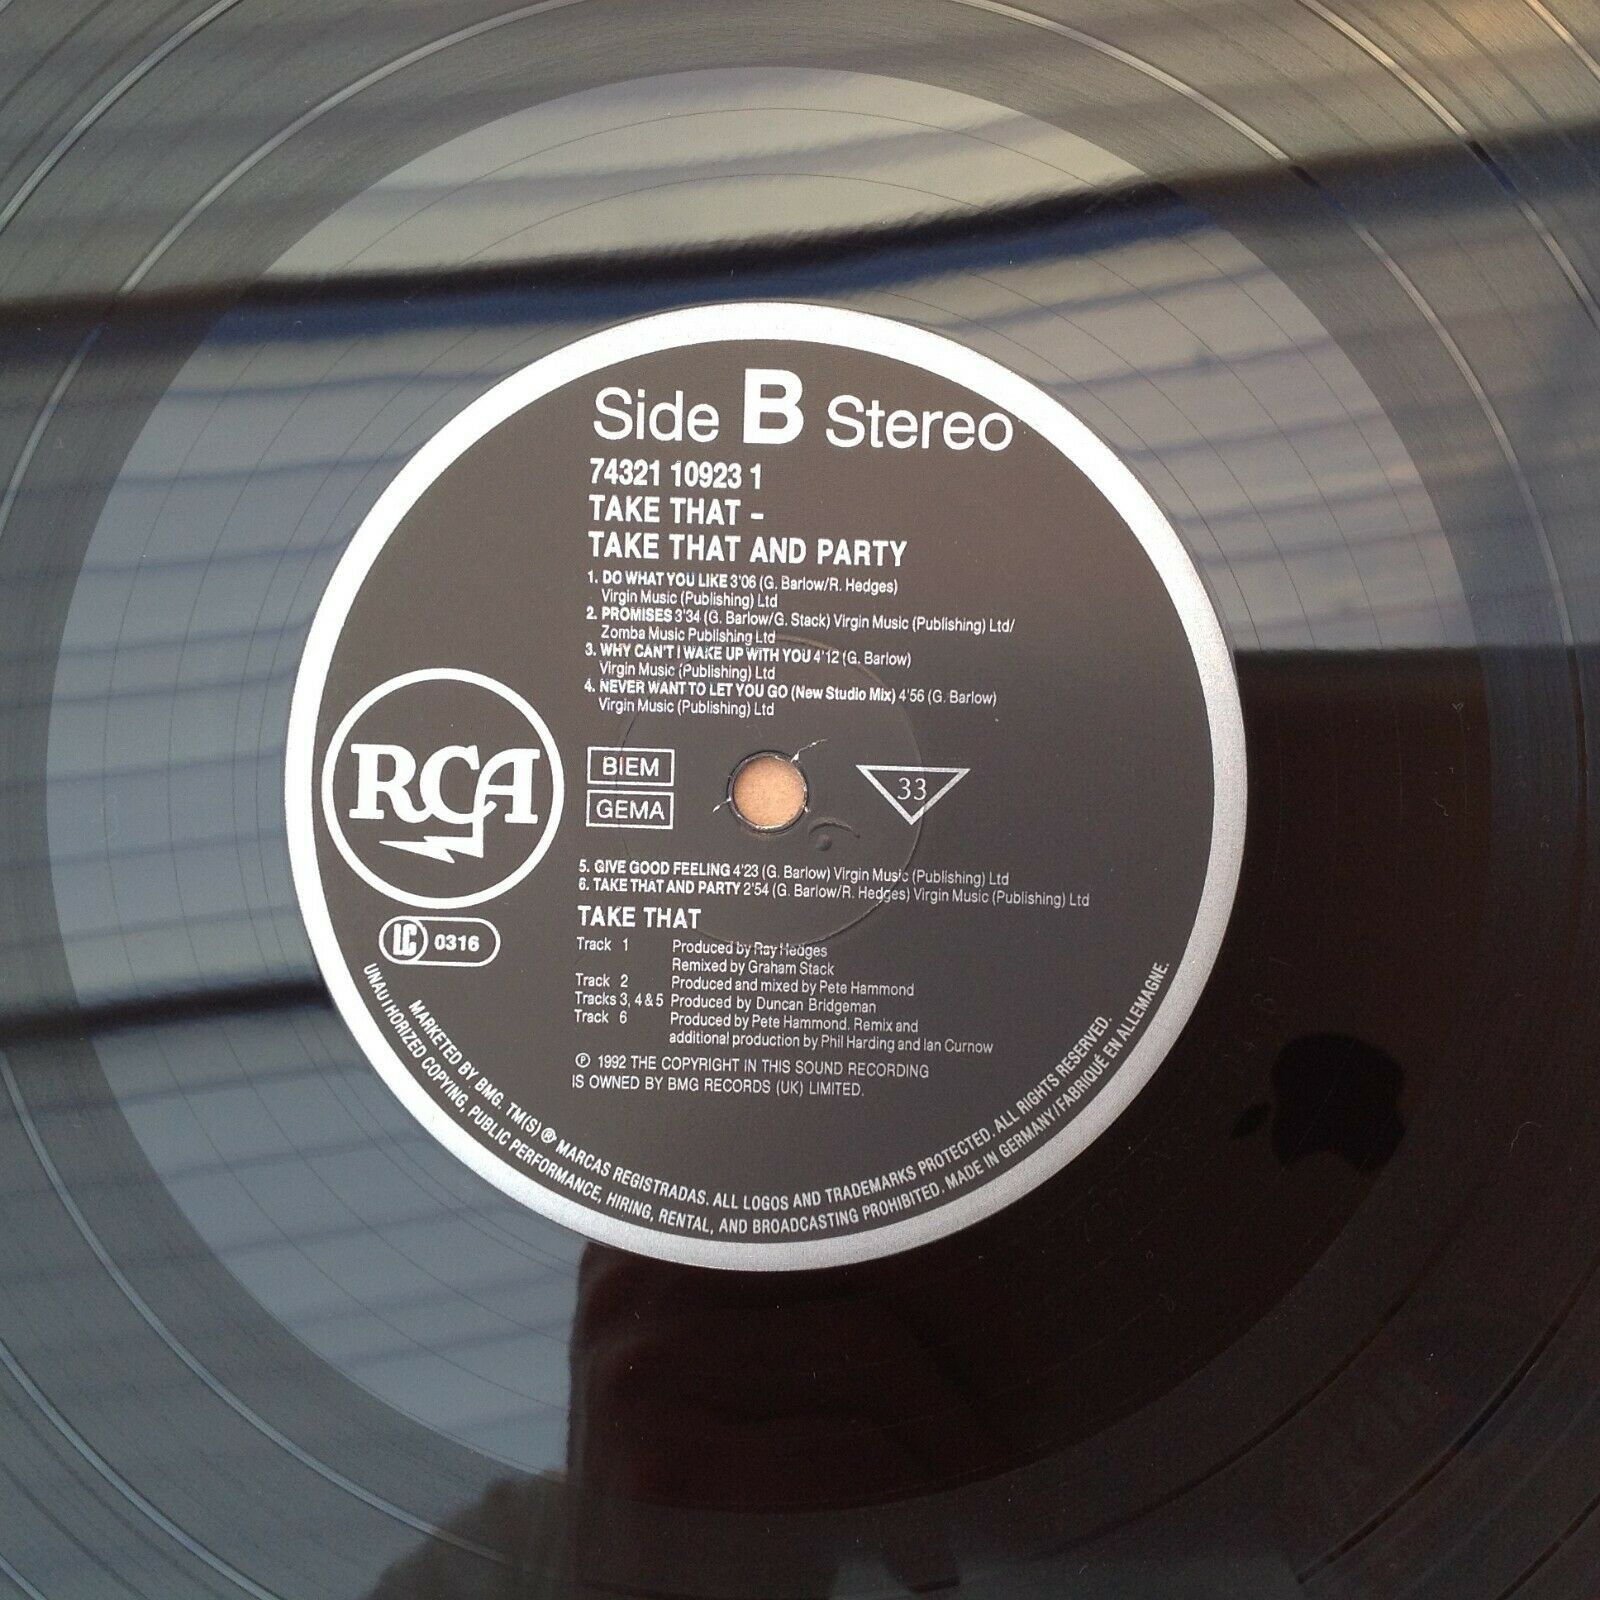 Side B Stereo
74321 10923 1
TAKE THAT –
TAKE THAT AND PARTY
1. DO WHAT YOU LIKE 3'06 (G. Barlow/R. Hedges)
Virgin Music (Publishing) Ltd
2. PROMISES 3'34 (G. Barlow/G. Stack) Virgin Music (Publishing) Ltd/
Zomba Music Publishing Ltd
3. WHY CAN'T I WAKE UP WITH YOU 4'12 (G. Barlow)
Virgin Music (Publishing) Ltd
4. NEVER WANT TO LET YOU GO (New Studio Mix) 4'56 (G. Barlow)
Virgin Music (Publishing) Ltd
RCA
BIEM
GEMA
33
5. GIVE GOOD FEELING 4'23 (G. Barlow) Virgin Music (Publishing) Ltd
6. TAKE THAT AND PARTY 2'54 (G. Barlow/R. Hedges) Virgin Music (Publishing) Ltd
TAKE THAT
LC 0316
Track 1 Produced by Ray Hedges
Remixed by Graham Stack
Track 2 Produced and mixed by Pete Hammond
Tracks 3, 4 & 5 Produced by Duncan Bridgeman
Track 6 Produced by Pete Hammond. Remix and
additional production by Phil Harding and Ian Curnow
℗ 1992 THE COPYRIGHT IN THIS SOUND RECORDING
IS OWNED BY BMG RECORDS (UK) LIMITED.
MARKETED BY BMG. TM(S) ® MARCAS REGISTRADAS. ALL LOGOS AND TRADEMARKS PROTECTED. ALL RIGHTS RESERVED.
UNAUTHORIZED COPYING, PUBLIC PERFORMANCE, HIRING, RENTAL, AND BROADCASTING PROHIBITED. MADE IN GERMANY/FABRIQUÉ EN ALLEMAGNE.